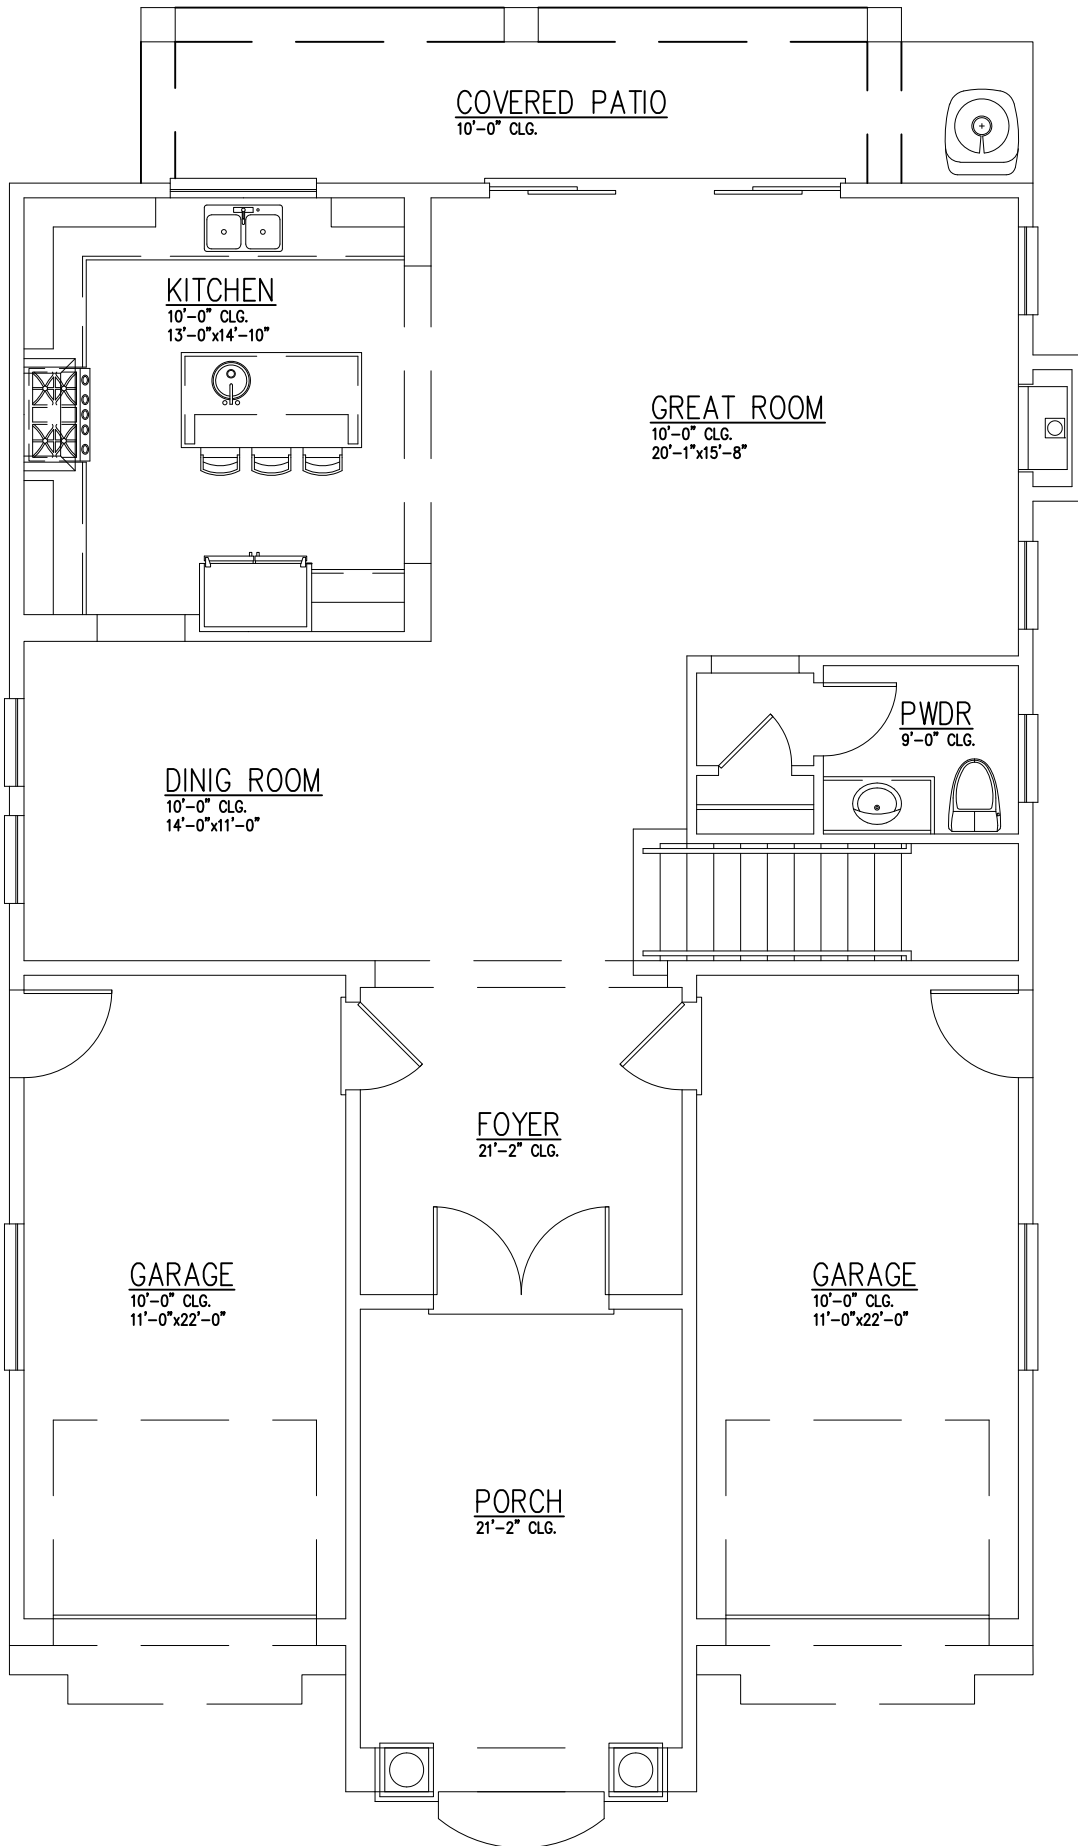 COVERED PATIO
10'-0" CLG.
KITCHEN
10'-0" CLG.
13'-0"x14'-10"
GREAT ROOM
10'-0" CLG.
20'-1"x15'-8"
PWDR
9'-0" CLG.
DINIG ROOM
10'-0" CLG.
14'-0"x11'-0"
FOYER
21'-2" CLG.
GARAGE
10'-0" CLG.
11'-0"x22'-0"
GARAGE
10'-0" CLG.
11'-0"x22'-0"
PORCH
21'-2" CLG.